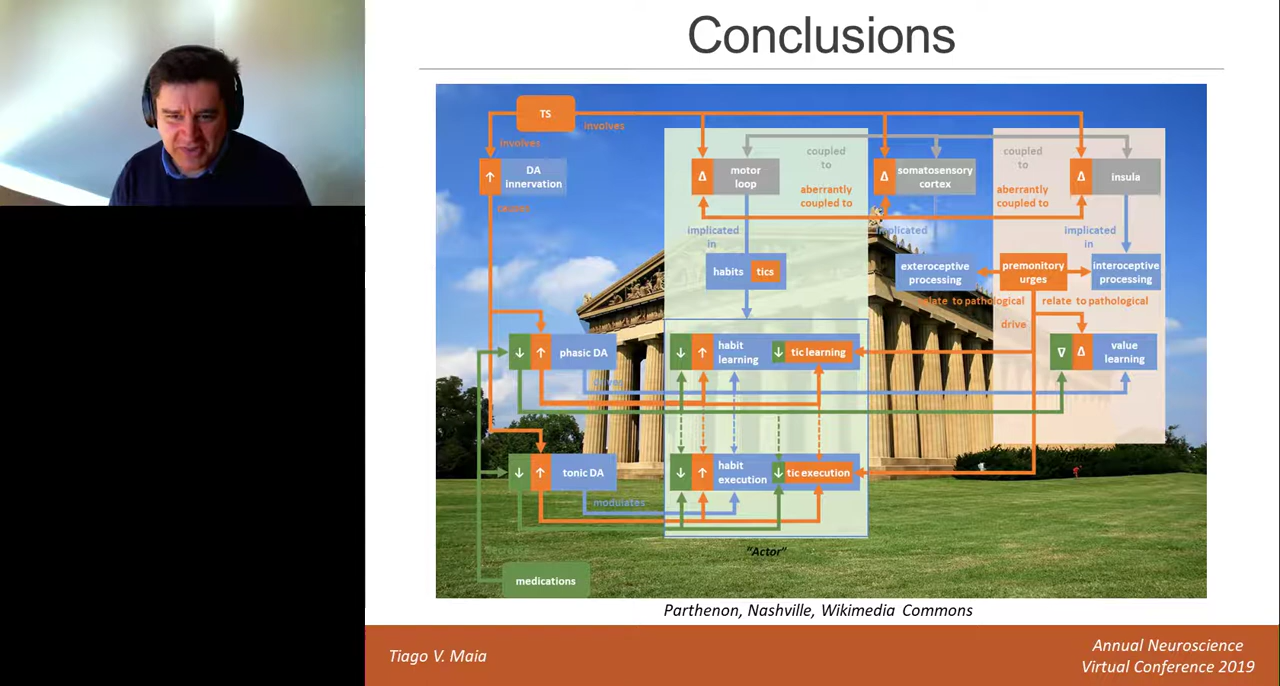 Conclusions
TS
involves
involves
DA
innervation
causes
motor
loop
coupled
to
aberrantly
coupled to
somatosensory
cortex
coupled
to
aberrantly
coupled to
insula
implicated
in
implicated
implicated
in
habits
tics
exteroceptive
processing
premonitory
urges
interoceptive
processing
relate to pathological
relate to pathological
drive
phasic DA
habit
learning
tic learning
value
learning
drives
tonic DA
habit
execution
tic execution
modulates
"Actor"
medications
Parthenon, Nashville, Wikimedia Commons
Tiago V. Maia
Annual Neuroscience
Virtual Conference 2019